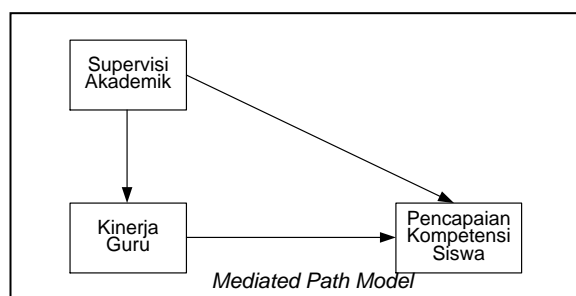 Supervisi
Akademik
Kinerja
Guru
Pencapaian
Kompetensi
Siswa
Mediated Path Model